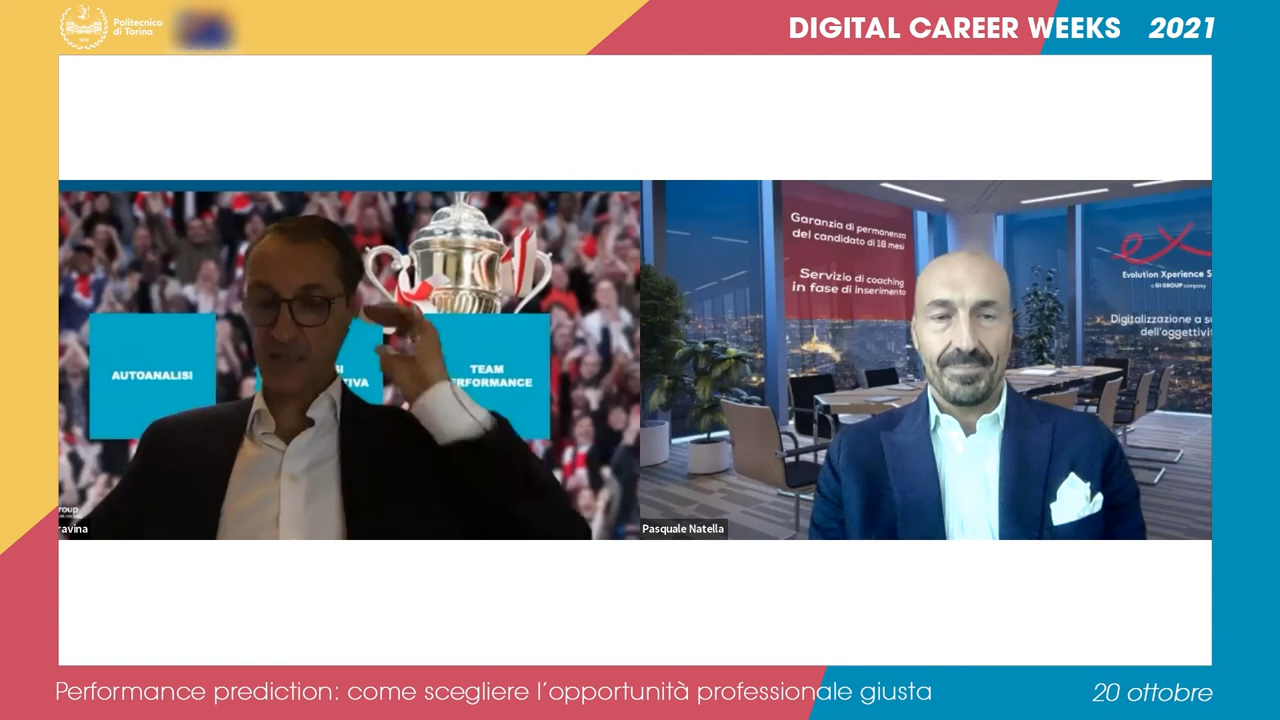 Politecnico
di Torino
DIGITAL CAREER WEEKS 2021
AUTOANALISI
TEAM
Garanzia di permanenza
del candidato di 18 mesi
Servizio di coaching
in fase di inserimento
eX
Evolution Xperience S
a GI GROUP company
Digitalizzazione a su
dell'oggettivit
ravina
Pasquale Natella
Performance prediction: come scegliere l'opportunità professionale giusta
20 ottobre